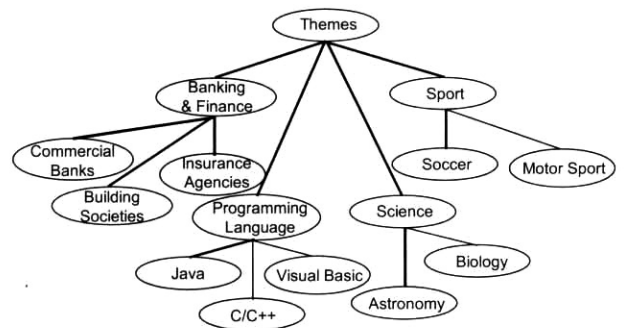 Themes
Banking
& Finance
Sport
Commercial
Banks
Insurance
Agencies
Soccer
Motor Sport
Building
Societies
Programming
Language
Science
Java
Visual Basic
Biology
C/C++
Astronomy